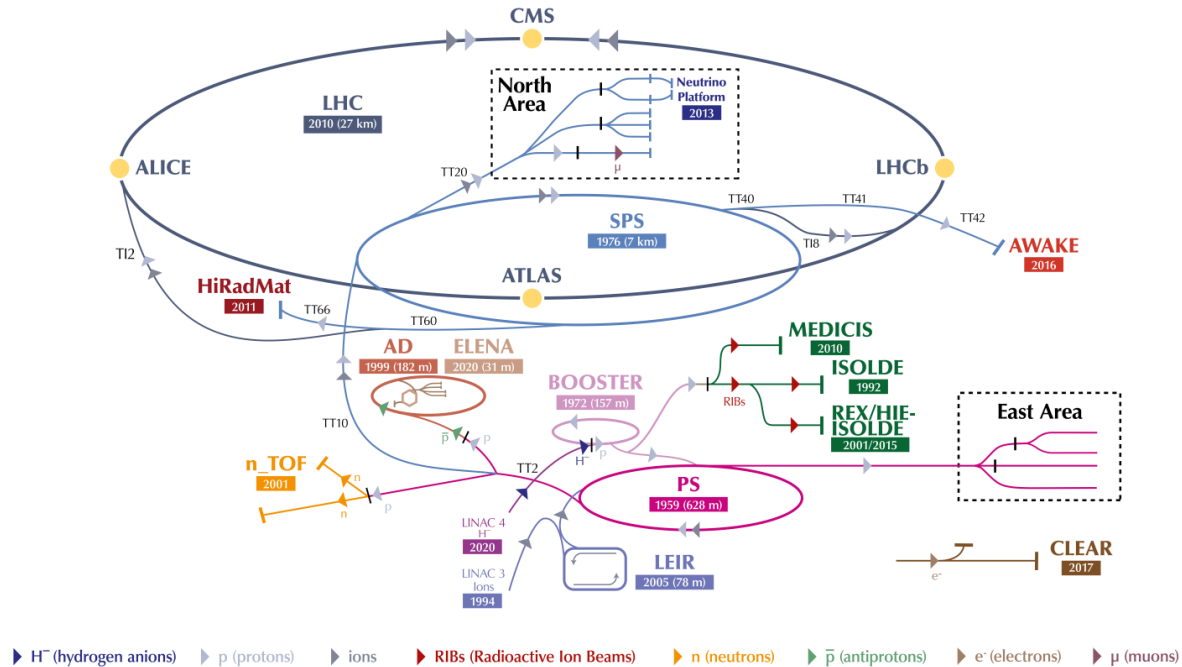 CMS
North
Area
Neutrino
Platform
2013
LHC
2010 (27 km)
μ
ALICE
LHCb
TT20
TT40
TT41
TT42
SPS
1976 (7 km)
TI8
AWAKE
2016
TI2
ATLAS
HiRadMat
2011
TT66
TT60
MEDICIS
2010
AD
1999 (182 m)
ELENA
2020 (31 m)
ISOLDE
1992
BOOSTER
1972 (157 m)
RIBs
REX/HIE-
ISOLDE
2001/2015
East Area
TT10
p̅
p
H⁻
p
TT2
n_TOF
2001
n
n
p
PS
1959 (628 m)
LINAC 4
H⁻
2020
LINAC 3
Ions
1994
LEIR
2005 (78 m)
CLEAR
2017
e⁻
H⁻ (hydrogen anions)
p (protons)
ions
RIBs (Radioactive Ion Beams)
n (neutrons)
p̅ (antiprotons)
e⁻ (electrons)
μ (muons)